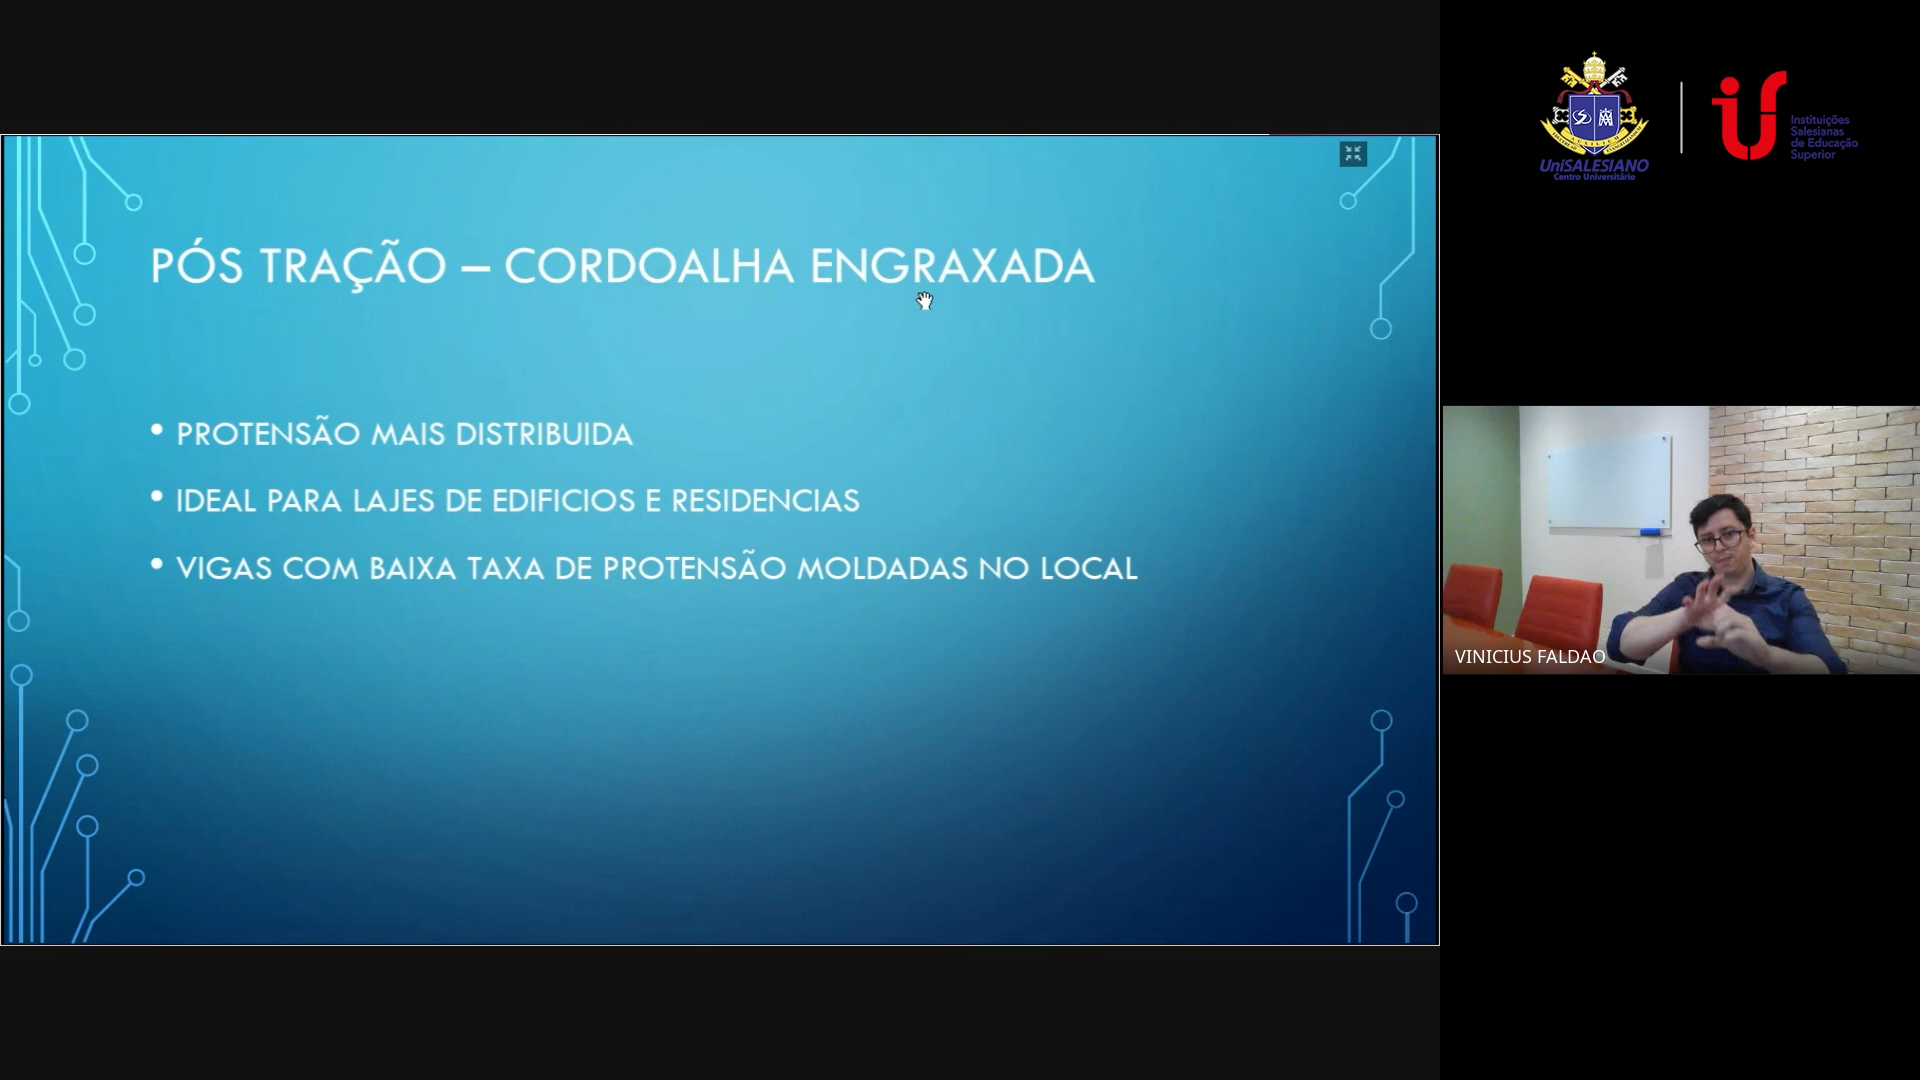 PÓS TRAÇÃO – CORDOALHA ENGRAXADA
• PROTENSÃO MAIS DISTRIBUIDA
• IDEAL PARA LAJES DE EDIFICIOS E RESIDENCIAS
• VIGAS COM BAIXA TAXA DE PROTENSÃO MOLDADAS NO LOCAL
UniSALESIANO
Centro Universitário
Instituições
Salesianas
de Educação
Superior
VINICIUS FALDAO